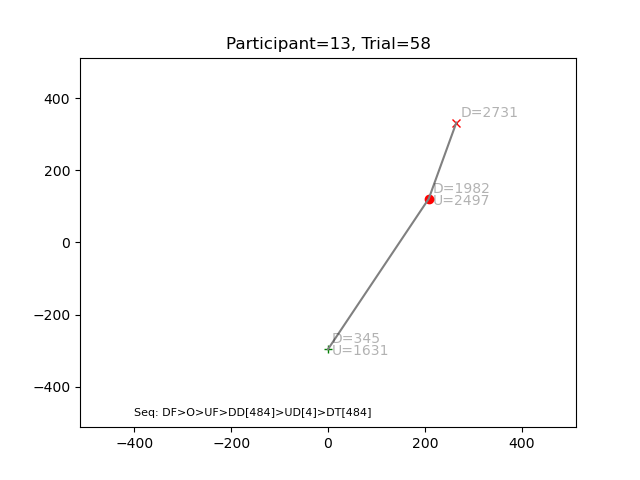 Participant=13, Trial=58
400
200
0
−200
−400
D=2731
D=1982
U=2497
D=345
U=1631
Seq: DF>O>UF>DD[484]>UD[4]>DT[484]
−400
−200
0
200
400